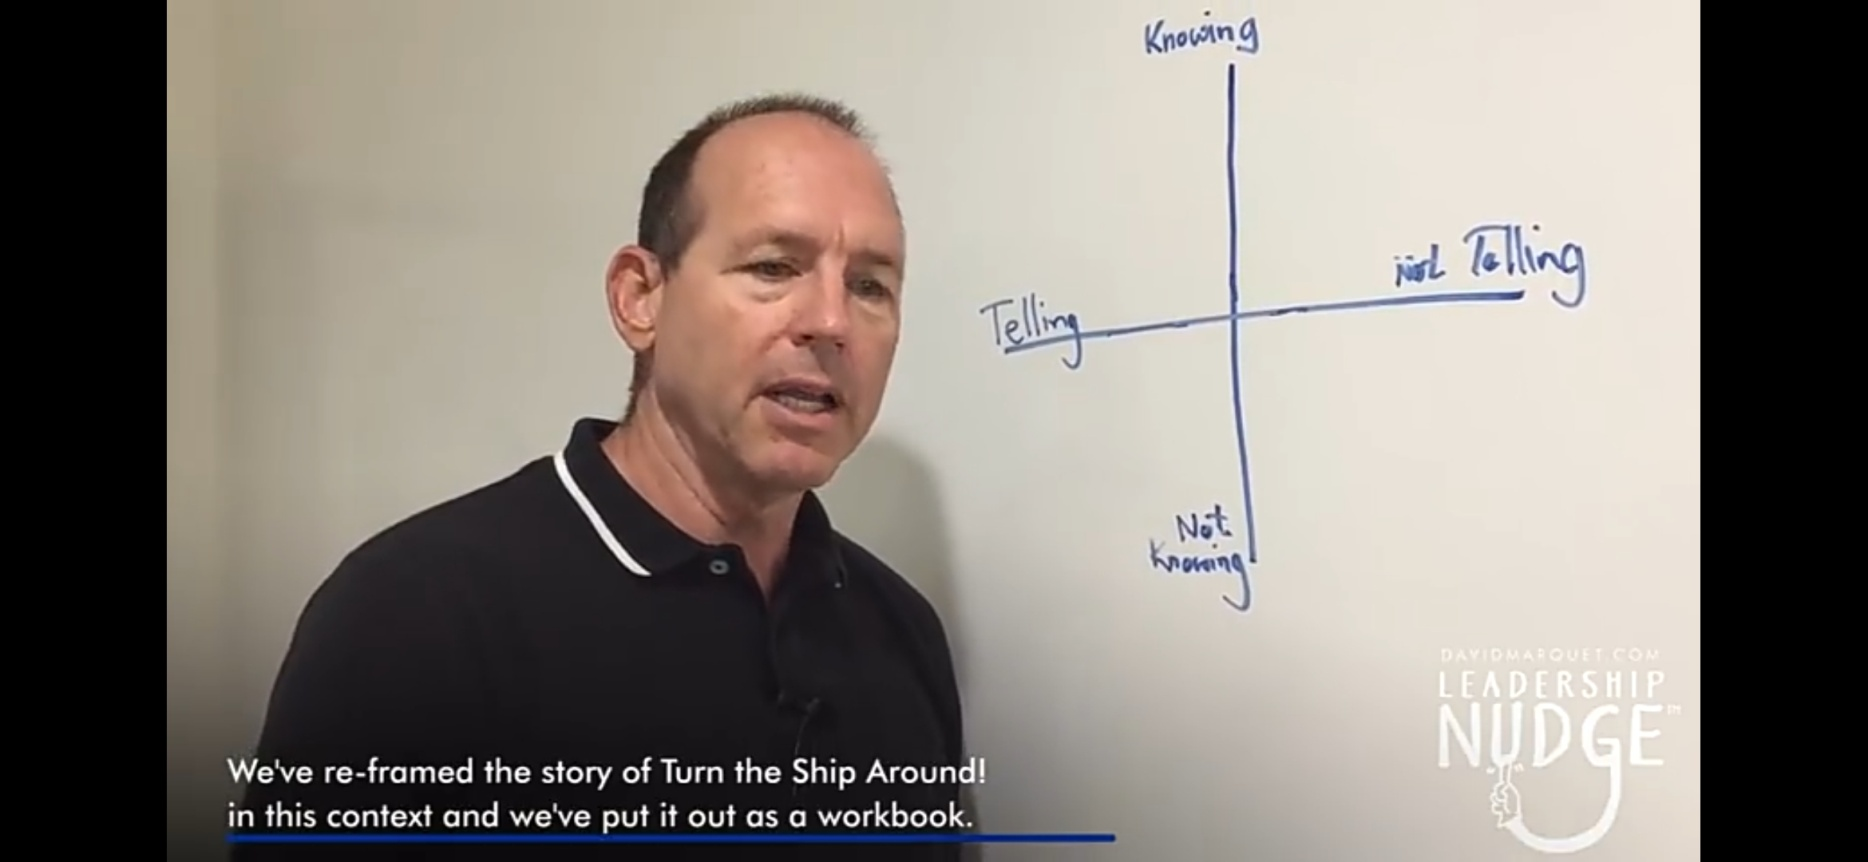 Knowing
Not Telling
Telling
Not
Knowing
DAVIDMARQUET.COM
LEADERSHIP
NUDGE™
We've re-framed the story of Turn the Ship Around!
in this context and we've put it out as a workbook.